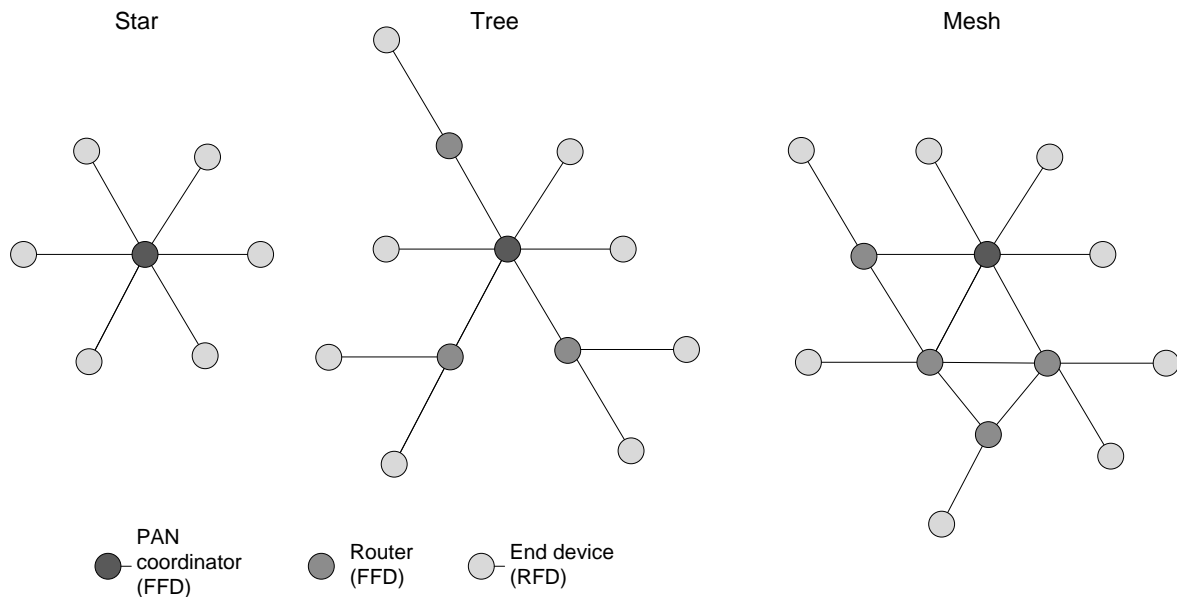 Star
Tree
Mesh
PAN
coordinator
(FFD)
Router
(FFD)
End device
(RFD)